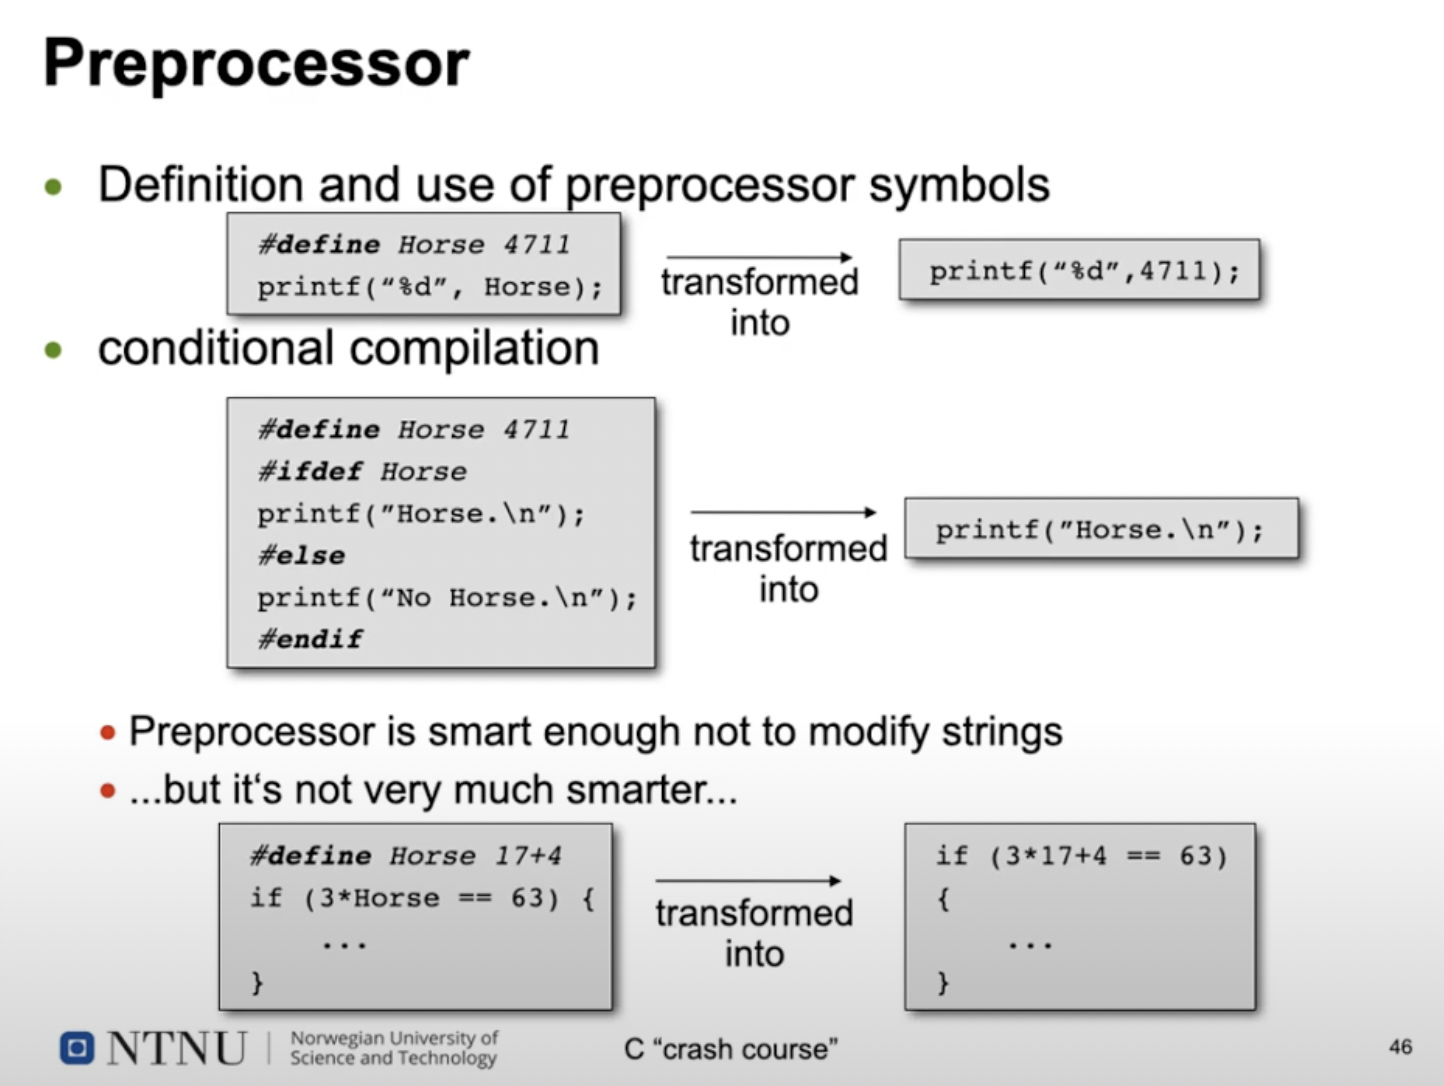 Preprocessor
• Definition and use of preprocessor symbols
#define Horse 4711
printf(“%d”, Horse);
transformed
into
printf(“%d”,4711);
• conditional compilation
#define Horse 4711
#ifdef Horse
printf(”Horse.\n”);
#else
printf(“No Horse.\n”);
#endif
transformed
into
printf(”Horse.\n”);
• Preprocessor is smart enough not to modify strings
• ...but it‘s not very much smarter...
#define Horse 17+4
if (3*Horse == 63) {
...
}
transformed
into
if (3*17+4 == 63)
{
...
}
NTNU
Norwegian University of
Science and Technology
C “crash course”
46